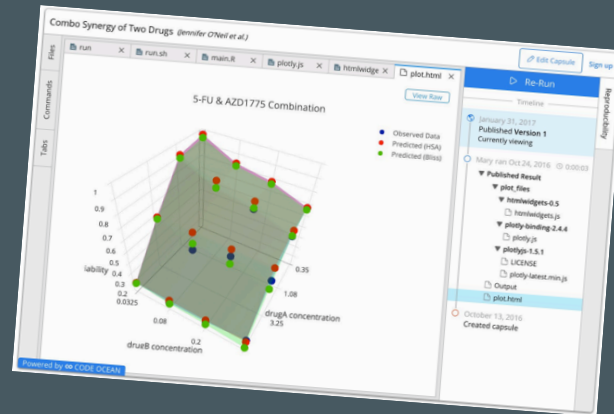 Combo Synergy of Two Drugs (Jennifer O'Neil et al.)
Edit Capsule
Sign up
Files
Commands
Tabs
run
run.sh
main.R
plotly.js
htmlwidge
plot.html
View Raw
5-FU & AZD1775 Combination
Observed Data
Predicted (HSA)
Predicted (Bliss)
1
0.9
0.8
0.7
0.6
0.5
0.4
0.3
0.2
iability
0.0325
0.08
0.2
drueB concentration
0.35
1.08
3.25
drugA concentration
Re-Run
Timeline
January 31, 2017
Published Version 1
Currently viewing
Mary ran Oct 24, 2016 0:00:03
Published Result
plot_files
htmlwidgets-0.5
htmlwidgets.js
plotly-binding-2.4.4
plotly.js
plotlyjs-1.5.1
LICENSE
plotly-latest.min.js
Output
plot.html
October 13, 2016
Created capsule
Reproducibility
Powered by CODE OCEAN